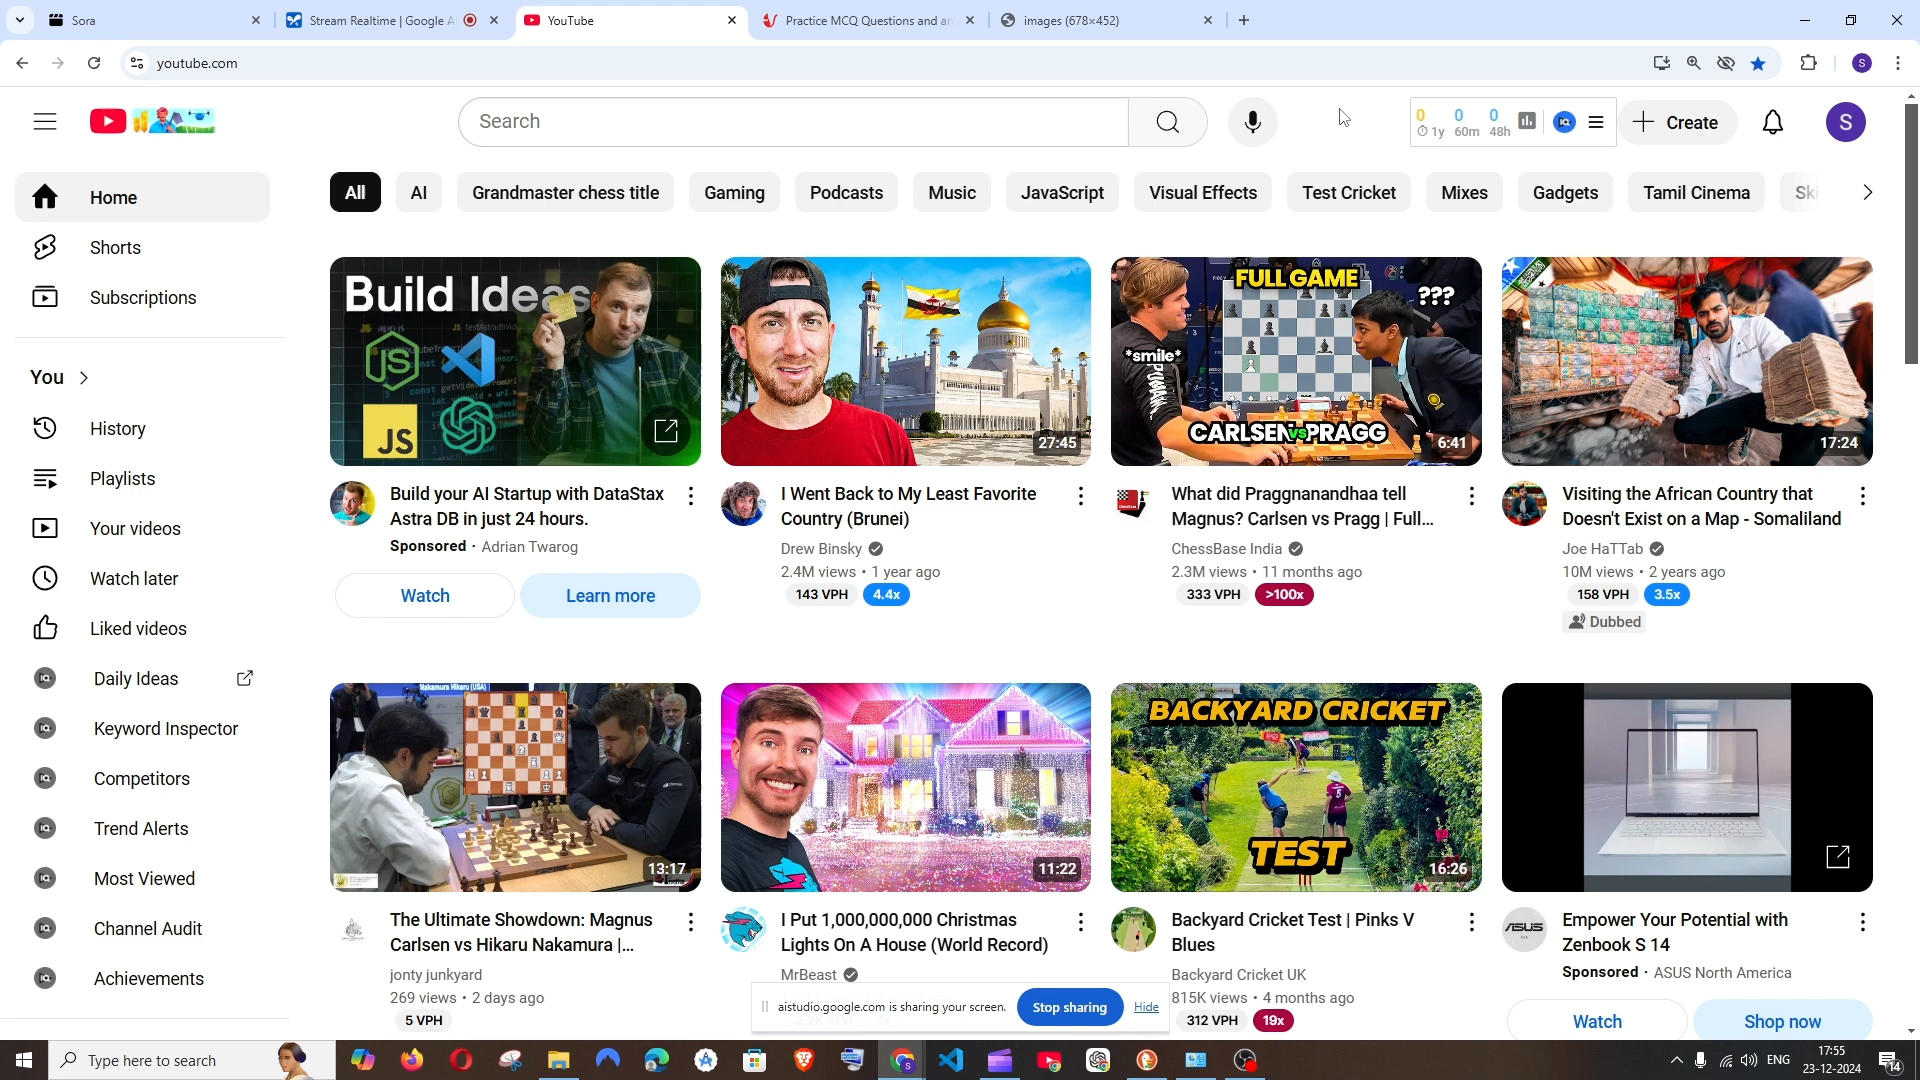 Sora
Stream Realtime | Google A
YouTube
Practice MCQ Questions and an
images (678×452)
youtube.com
Search
0 0 0
1y 60m 48h
Create
S
Home
Shorts
Subscriptions
You
History
Playlists
Your videos
Watch later
Liked videos
Daily Ideas
Keyword Inspector
Competitors
Trend Alerts
Most Viewed
Channel Audit
Achievements
All
AI
Grandmaster chess title
Gaming
Podcasts
Music
JavaScript
Visual Effects
Test Cricket
Mixes
Gadgets
Tamil Cinema
Ski
Build Ideas
JS
Build your AI Startup with DataStax
Astra DB in just 24 hours.
Sponsored · Adrian Twarog
Watch
Learn more
27:45
I Went Back to My Least Favorite
Country (Brunei)
Drew Binsky
2.4M views • 1 year ago
143 VPH 4.4x
FULL GAME
???
*smile*
CARLSEN vs PRAGG
6:41
What did Praggnanandhaa tell
Magnus? Carlsen vs Pragg | Full...
ChessBase India
2.3M views • 11 months ago
333 VPH >100x
17:24
Visiting the African Country that
Doesn't Exist on a Map - Somaliland
Joe HaTTab
10M views • 2 years ago
158 VPH 3.5x
Dubbed
Nakamura Hikaru (USA)
13:17
The Ultimate Showdown: Magnus
Carlsen vs Hikaru Nakamura |...
jonty junkyard
269 views • 2 days ago
5 VPH
11:22
I Put 1,000,000,000 Christmas
Lights On A House (World Record)
MrBeast
BACKYARD CRICKET
TEST
16:26
Backyard Cricket Test | Pinks V
Blues
Backyard Cricket UK
815K views • 4 months ago
312 VPH 19x
ASUS
Empower Your Potential with
Zenbook S 14
Sponsored · ASUS North America
Watch
Shop now
aistudio.google.com is sharing your screen.
Stop sharing
Hide
Type here to search
ENG
17:55
23-12-2024
14